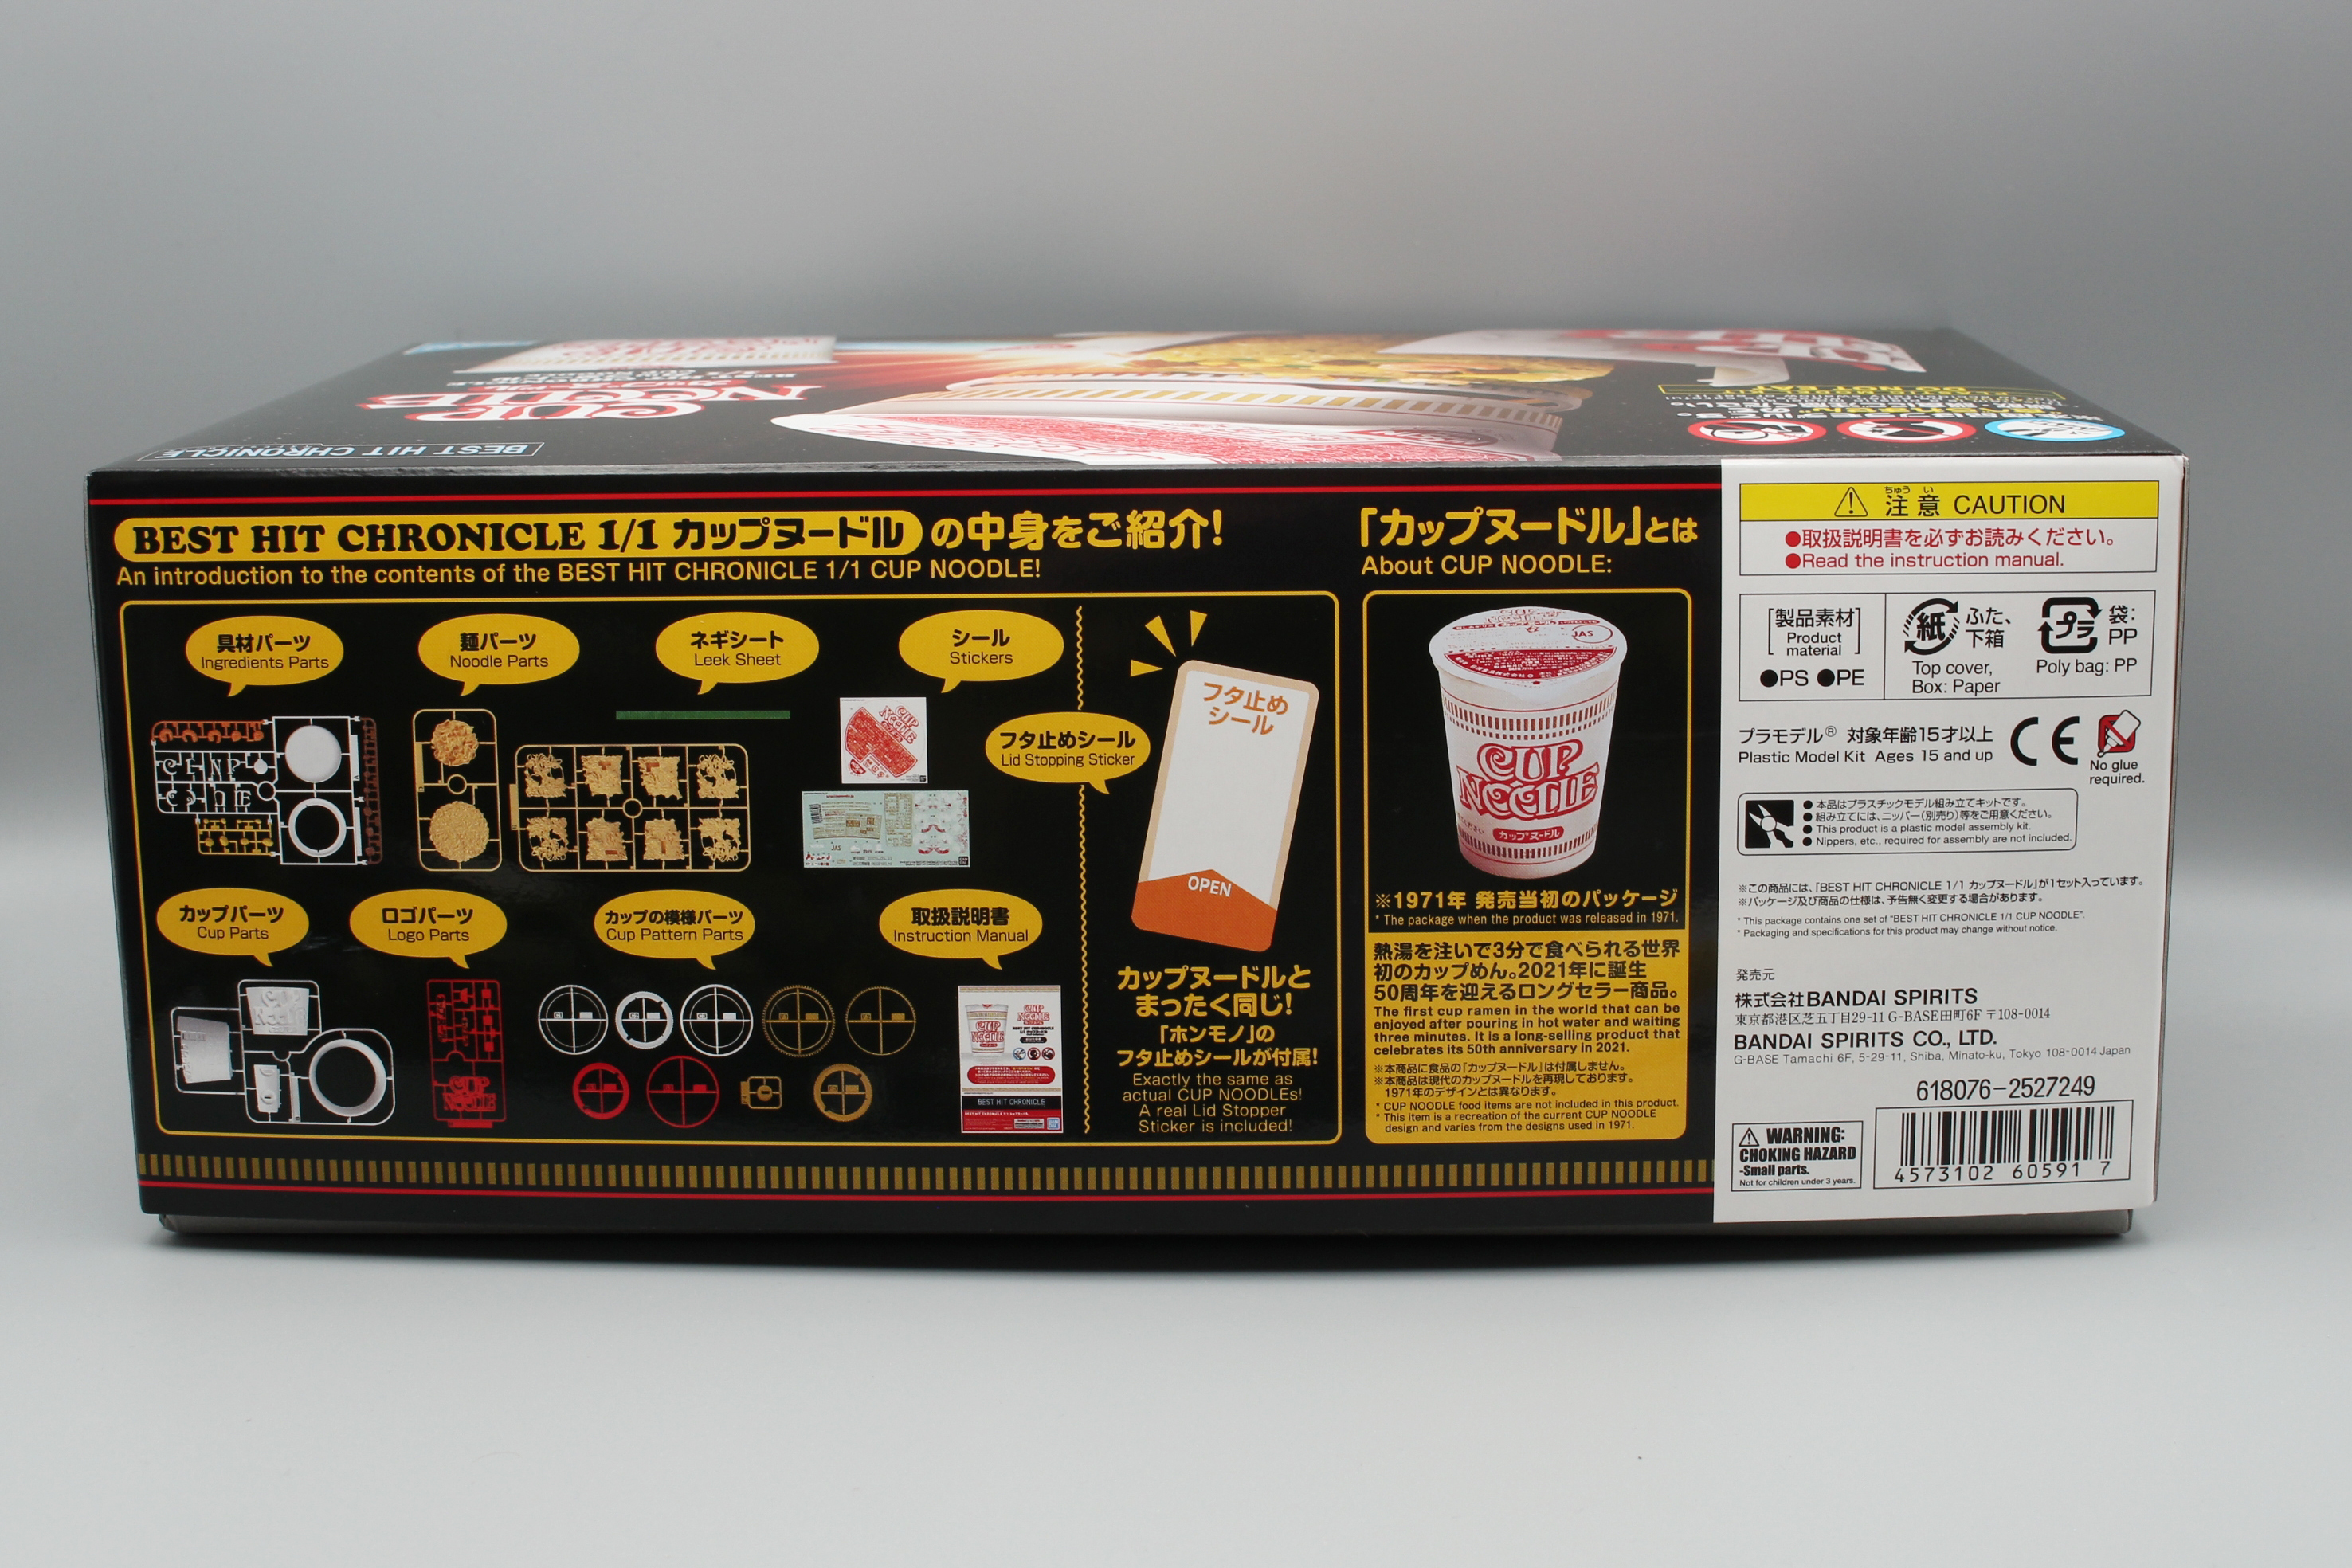 BEST HIT CHRONICLE
CUP
NOODLE
DO NOT EAT
BEST HIT CHRONICLE 1/1 カップヌードル の中身をご紹介!
An introduction to the contents of the BEST HIT CHRONICLE 1/1 CUP NOODLE!
具材パーツ
Ingredients Parts
麺パーツ
Noodle Parts
ネギシート
Leek Sheet
シール
Stickers
フタ止めシール
Lid Stopping Sticker
カップパーツ
Cup Parts
ロゴパーツ
Logo Parts
カップの模様パーツ
Cup Pattern Parts
取扱説明書
Instruction Manual
BEST HIT CHRONICLE
フタ止め
シール
OPEN
カップヌードルと
まったく同じ!
「ホンモノ」の
フタ止めシールが付属!
Exactly the same as
actual CUP NOODLEs!
A real Lid Stopper
Sticker is included!
「カップヌードル」とは
About CUP NOODLE:
JAS
CUP
NOODLE
カップヌードル
※1971年 発売当初のパッケージ
* The package when the product was released in 1971.
熱湯を注いで3分で食べられる世界
初のカップめん。2021年に誕生
50周年を迎えるロングセラー商品。
The first cup ramen in the world that can be
enjoyed after pouring in hot water and waiting
three minutes. It is a long-selling product that
celebrates its 50th anniversary in 2021.
※本商品に食品の「カップヌードル」は付属しません。
※本商品は現代のカップヌードルを再現しております。
1971年のデザインとは異なります。
* CUP NOODLE food items are not included in this product.
* This item is a recreation of the current CUP NOODLE
design and varies from the designs used in 1971.
ちゅう い
注意 CAUTION
●取扱説明書を必ずお読みください。
●Read the instruction manual.
[製品素材]
Product
material
●PS ●PE
紙 ふた、
下箱
Top cover,
Box: Paper
プラ 袋:
PP
Poly bag: PP
プラモデル® 対象年齢15才以上
Plastic Model Kit Ages 15 and up
CE
No glue
required.
● 本品はプラスチックモデル組み立てキットです。
● 組み立てには、ニッパー(別売り)等をご用意ください。
● This product is a plastic model assembly kit.
● Nippers, etc., required for assembly are not included.
※この商品には、「BEST HIT CHRONICLE 1/1 カップヌードル」が1セット入っています。
※パッケージ及び商品の仕様は、予告無く変更する場合があります。
* This package contains one set of "BEST HIT CHRONICLE 1/1 CUP NOODLE".
* Packaging and specifications for this product may change without notice.
発売元
株式会社BANDAI SPIRITS
東京都港区芝五丁目29-11 G-BASE田町6F 〒108-0014
BANDAI SPIRITS CO., LTD.
G-BASE Tamachi 6F, 5-29-11, Shiba, Minato-ku, Tokyo 108-0014 Japan
618076-2527249
WARNING:
CHOKING HAZARD
-Small parts.
Not for children under 3 years.
4573102 60591 7